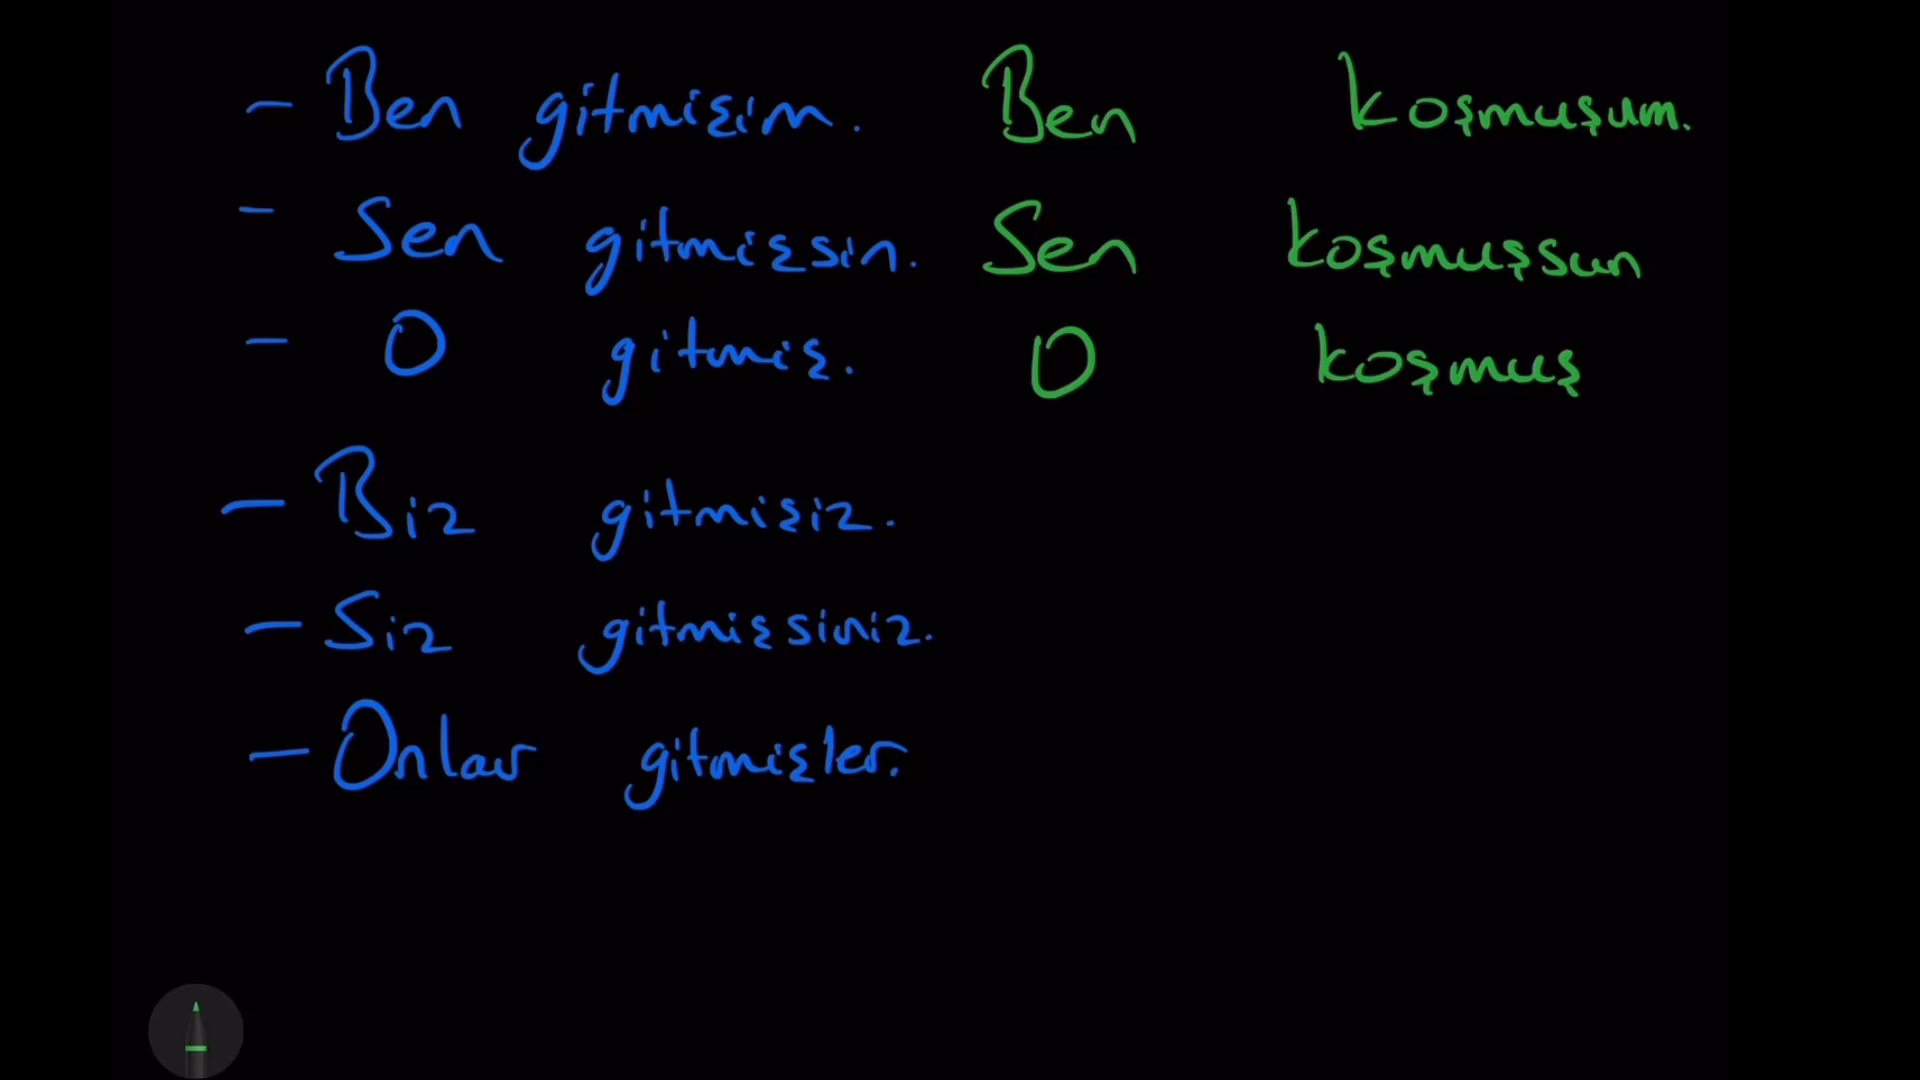 - Ben gitmişim. Ben koşmuşum.
- Sen gitmişsin. Sen koşmuşsun
- O gitmiş. O koşmuş
- Biz gitmişiz.
- Siz gitmişsiniz.
- Onlar gitmişler.